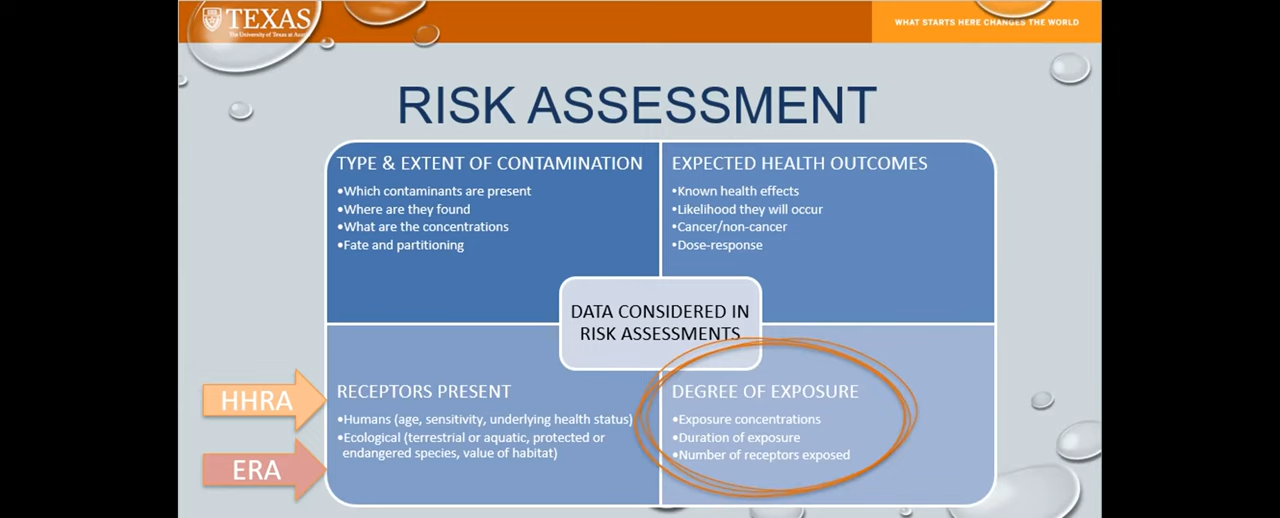 TEXAS
The University of Texas at Austin
WHAT STARTS HERE CHANGES THE WORLD
RISK ASSESSMENT
TYPE & EXTENT OF CONTAMINATION
•Which contaminants are present
•Where are they found
•What are the concentrations
•Fate and partitioning
EXPECTED HEALTH OUTCOMES
•Known health effects
•Likelihood they will occur
•Cancer/non-cancer
•Dose-response
DATA CONSIDERED IN
RISK ASSESSMENTS
HHRA
ERA
RECEPTORS PRESENT
•Humans (age, sensitivity, underlying health status)
•Ecological (terrestrial or aquatic, protected or
endangered species, value of habitat)
DEGREE OF EXPOSURE
•Exposure concentrations
•Duration of exposure
•Number of receptors exposed